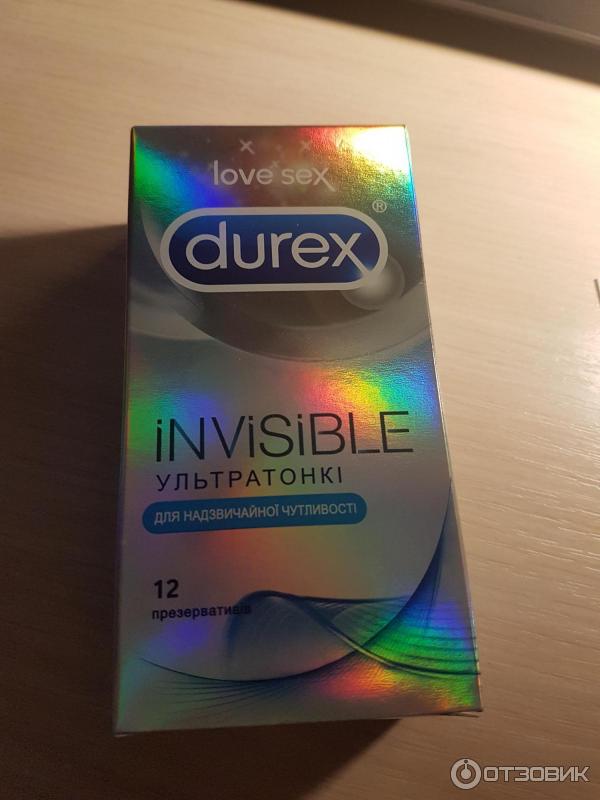 love sex
durex®
iNViSiBLE
УЛЬТРАТОНКІ
ДЛЯ НАДЗВИЧАЙНОЇ ЧУТЛИВОСТІ
12
презервативів
ОТЗОВИК